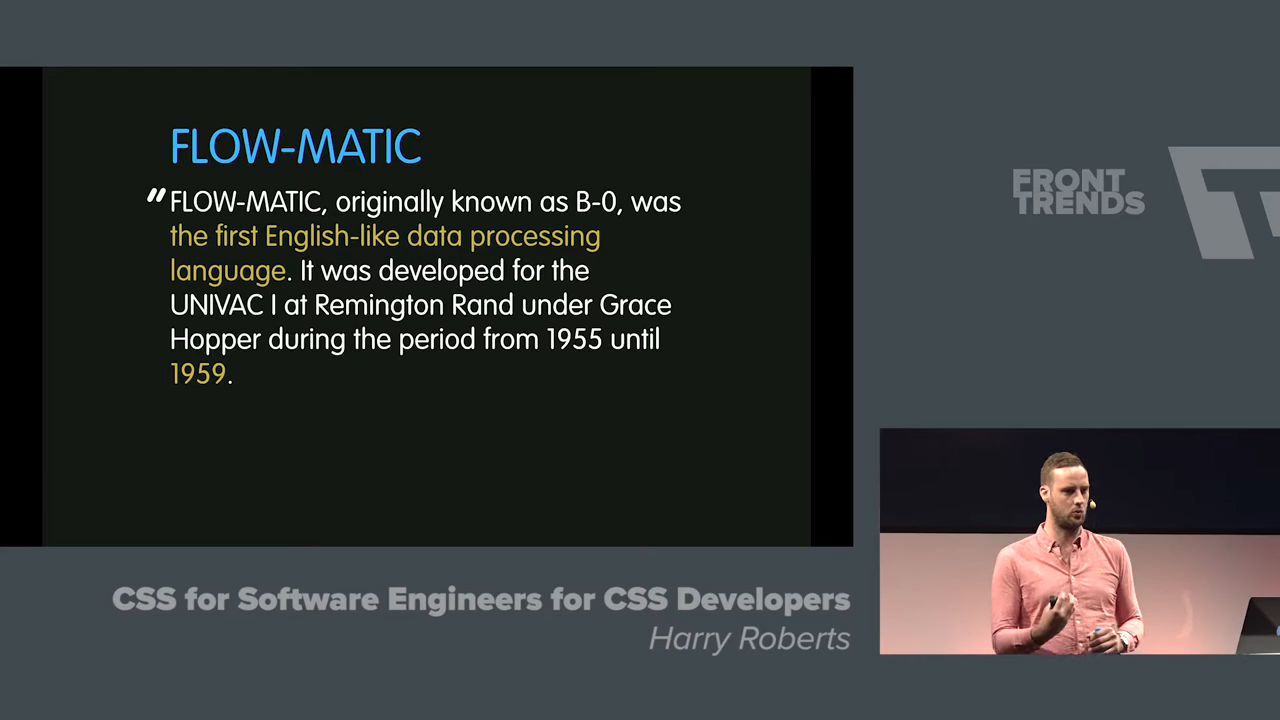 FLOW-MATIC
"FLOW-MATIC, originally known as B-0, was
the first English-like data processing
language. It was developed for the
UNIVAC I at Remington Rand under Grace
Hopper during the period from 1955 until
1959.
FRONT
TRENDS
CSS for Software Engineers for CSS Developers
Harry Roberts